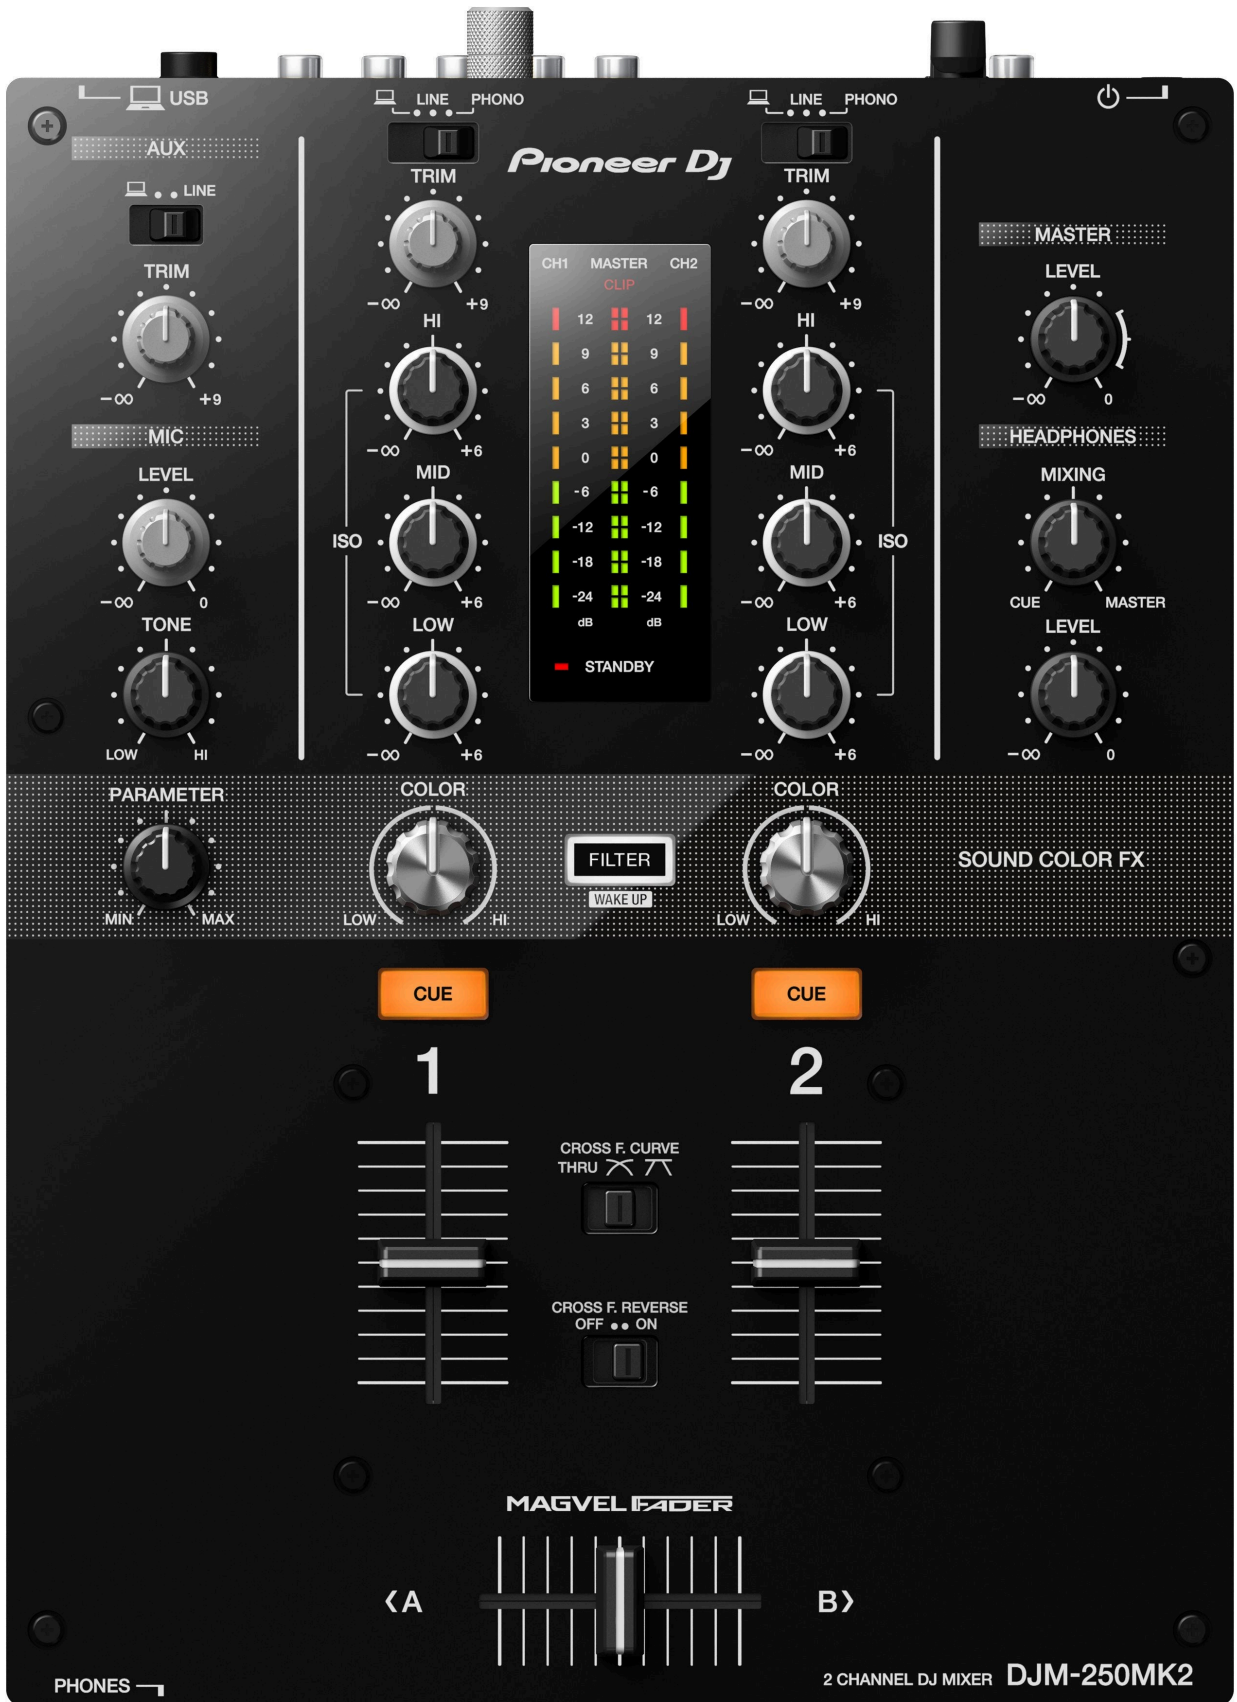 USB
LINE PHONO
LINE PHONO
AUX
LINE
TRIM
-∞ +9
MIC
LEVEL
-∞ 0
TONE
LOW HI
TRIM
-∞ +9
HI
-∞ +6
MID
ISO
-∞ +6
LOW
-∞ +6
Pioneer Dj
CH1 MASTER CH2
CLIP
12 12
9 9
6 6
3 3
0 0
-6 -6
-12 -12
-18 -18
-24 -24
dB dB
STANDBY
TRIM
-∞ +9
HI
-∞ +6
MID
ISO
-∞ +6
LOW
-∞ +6
MASTER
LEVEL
-∞ 0
HEADPHONES
MIXING
CUE MASTER
LEVEL
-∞ 0
PARAMETER
MIN MAX
COLOR
LOW HI
FILTER
WAKE UP
COLOR
LOW HI
SOUND COLOR FX
CUE CUE
1 2
CROSS F. CURVE
THRU
CROSS F. REVERSE
OFF ON
MAGVEL FADER
‹A B›
PHONES
2 CHANNEL DJ MIXER DJM-250MK2